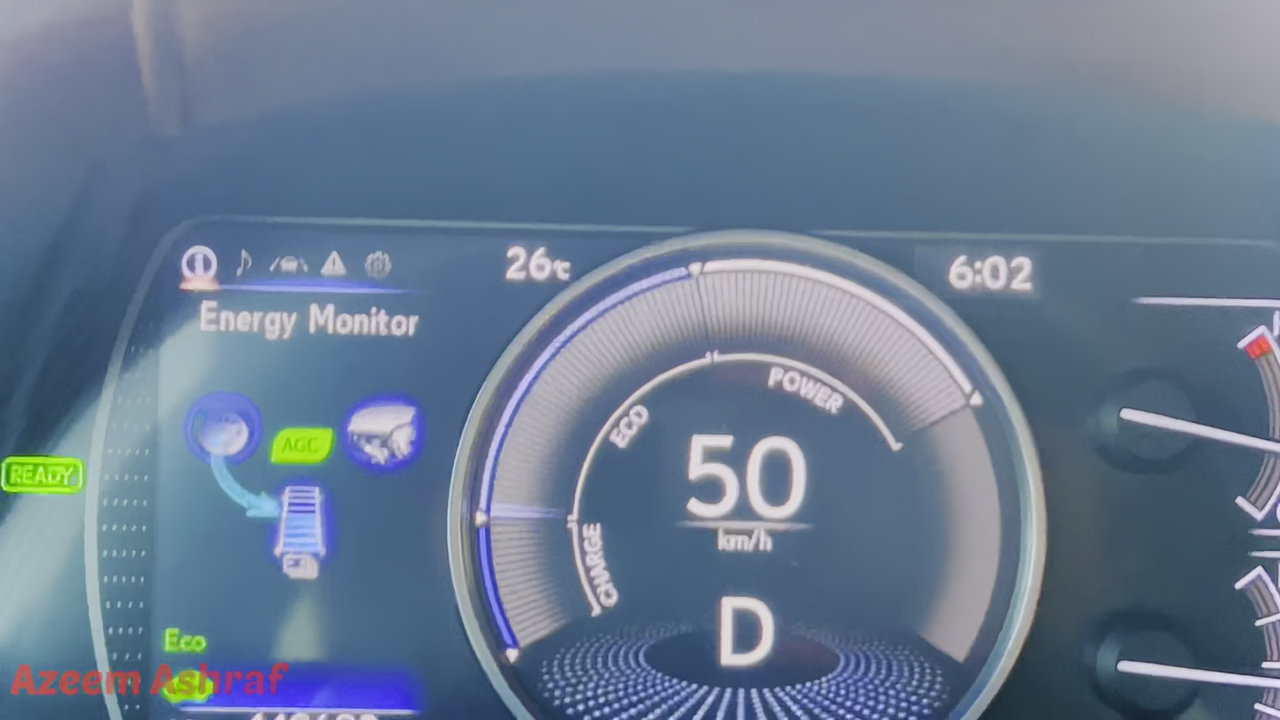 26℃
6:02
Energy Monitor
POWER
ECO
AGC
READY
50
km/h
CHARGE
D
Eco
Azeem Ashraf